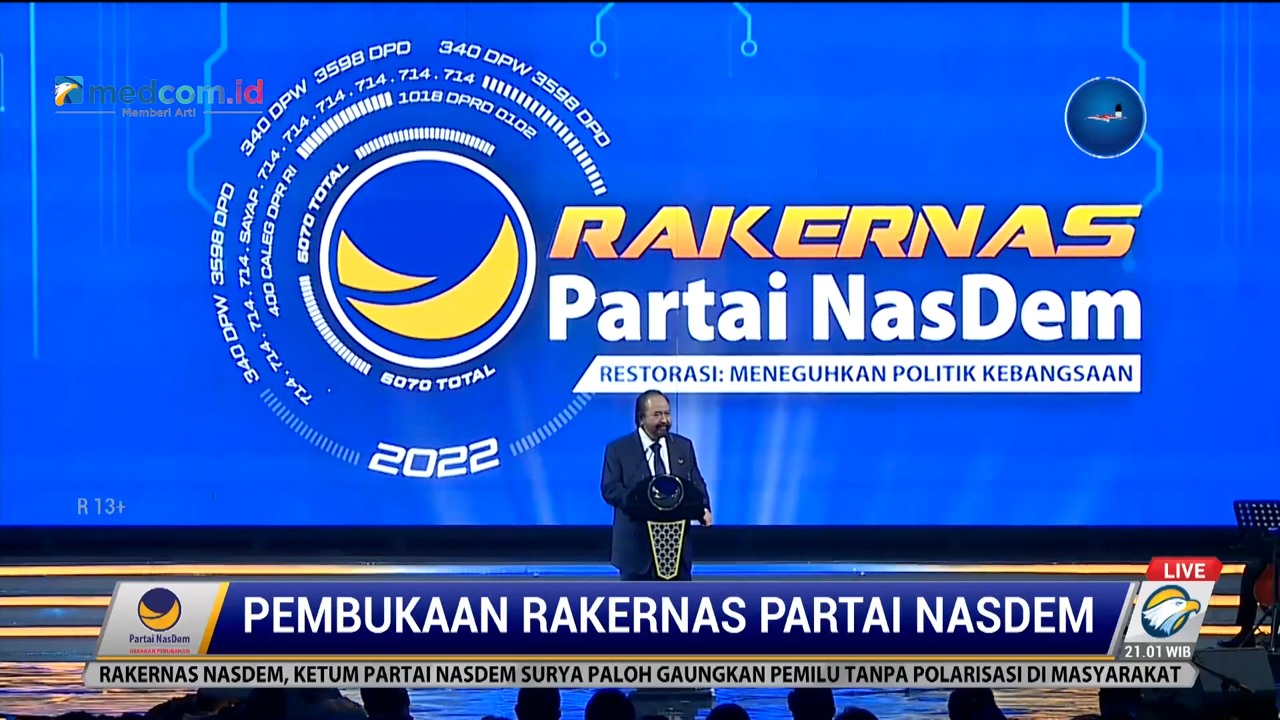 medcom.id
Memberi Arti
340 DPW 3598 DPD 340 DPW 3598 DPD 340 DPW 3598 DPD
714 . 714 . 714 . 714 . SAYAP . 714 . 714 . 714 . 714 . 714 . 714
400 CALEG DPR RI
1018 DPRD 0102
6070 TOTAL
6070 TOTAL
2022
RAKERNAS
Partai NasDem
RESTORASI: MENEGUHKAN POLITIK KEBANGSAAN
R 13+
LIVE
Partai NasDem
GERAKAN PERUBAHAN
PEMBUKAAN RAKERNAS PARTAI NASDEM
21.01 WIB
RAKERNAS NASDEM, KETUM PARTAI NASDEM SURYA PALOH GAUNGKAN PEMILU TANPA POLARISASI DI MASYARAKAT